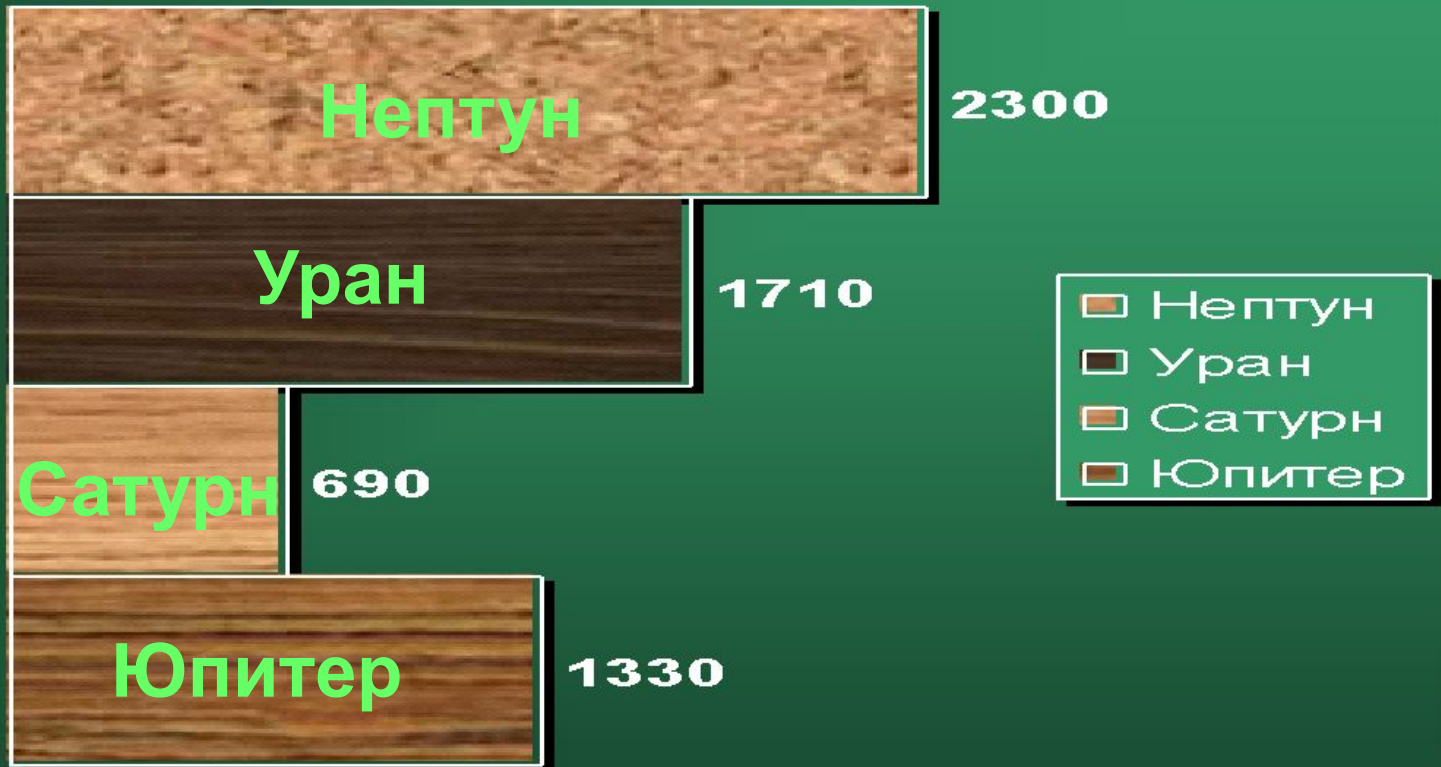 Нептун
2300
Уран
1710
Сатурн
690
Юпитер
1330
Нептун
Уран
Сатурн
Юпитер